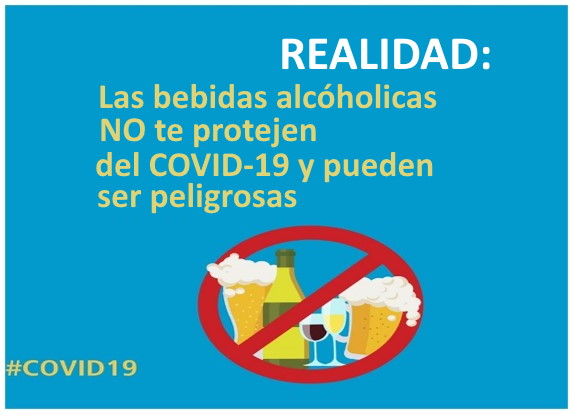 REALIDAD:
Las bebidas alcóholicas
NO te protejen
del COVID-19 y pueden
ser peligrosas
#COVID19